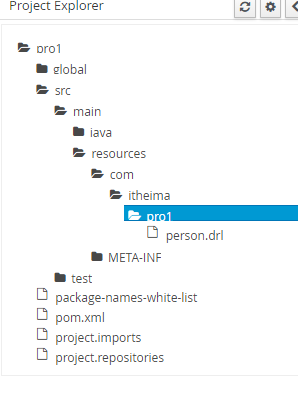 Project Explorer
pro1
global
src
main
java
resources
com
itheima
pro1
person.drl
META-INF
test
package-names-white-list
pom.xml
project.imports
project.repositories